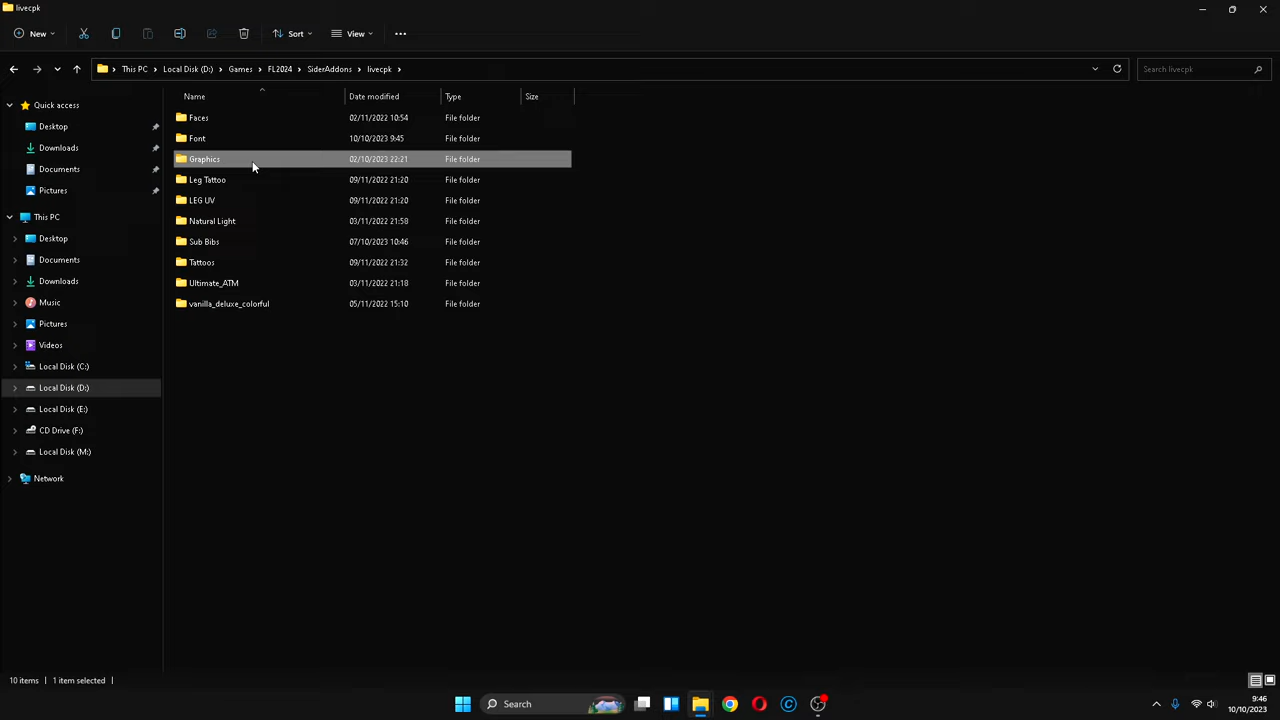 livecpk
New
Sort
View
This PC
Local Disk (D:)
Games
FL2024
SiderAddons
livecpk
Search livecpk
Quick access
Desktop
Downloads
Documents
Pictures
This PC
Desktop
Documents
Downloads
Music
Pictures
Videos
Local Disk (C:)
Local Disk (D:)
Local Disk (E:)
CD Drive (F:)
Local Disk (M:)
Network
Name Date modified Type Size
Faces 02/11/2022 10:54 File folder
Font 10/10/2023 9:45 File folder
Graphics 02/10/2023 22:21 File folder
Leg Tattoo 09/11/2022 21:20 File folder
LEG UV 09/11/2022 21:20 File folder
Natural Light 03/11/2022 21:58 File folder
Sub Bibs 07/10/2023 10:46 File folder
Tattoos 09/11/2022 21:32 File folder
Ultimate_ATM 03/11/2022 21:18 File folder
vanilla_deluxe_colorful 05/11/2022 15:10 File folder
10 items 1 item selected
Search
9:46
10/10/2023